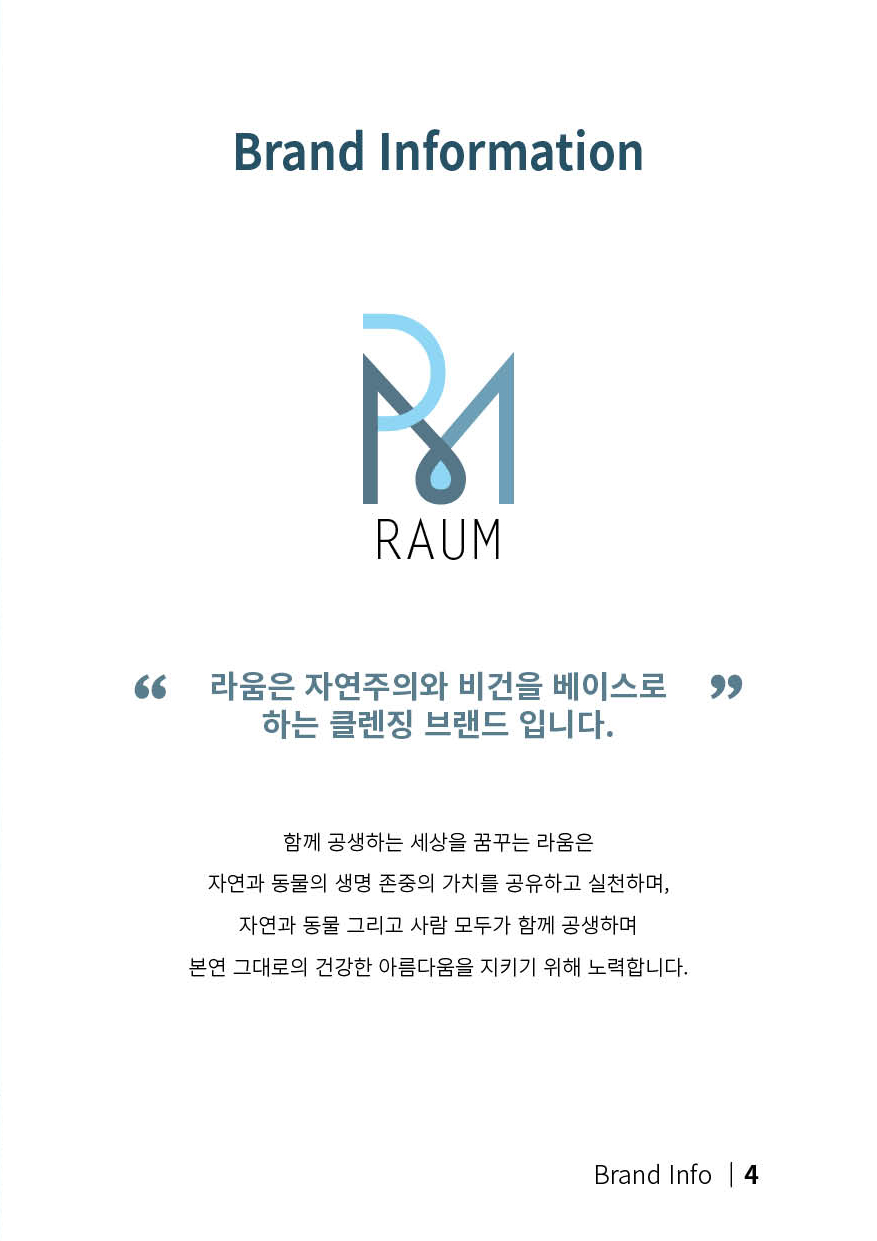 Brand Information
RAUM
“ 라움은 자연주의와 비건을 베이스로 ”
하는 클렌징 브랜드 입니다.
함께 공생하는 세상을 꿈꾸는 라움은
자연과 동물의 생명 존중의 가치를 공유하고 실천하며,
자연과 동물 그리고 사람 모두가 함께 공생하며
본연 그대로의 건강한 아름다움을 지키기 위해 노력합니다.
Brand Info | 4